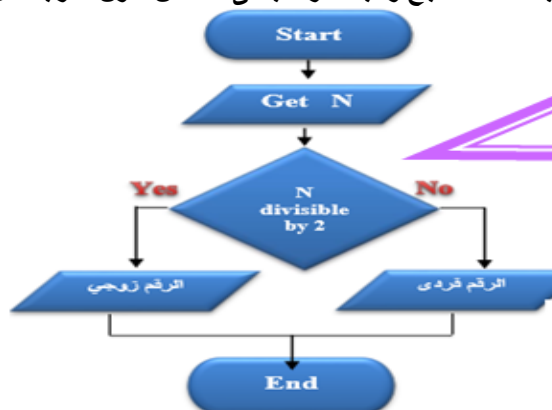 Start
Get N
N
divisible
by 2
Yes
No
الرقم زوجي
الرقم فردى
End